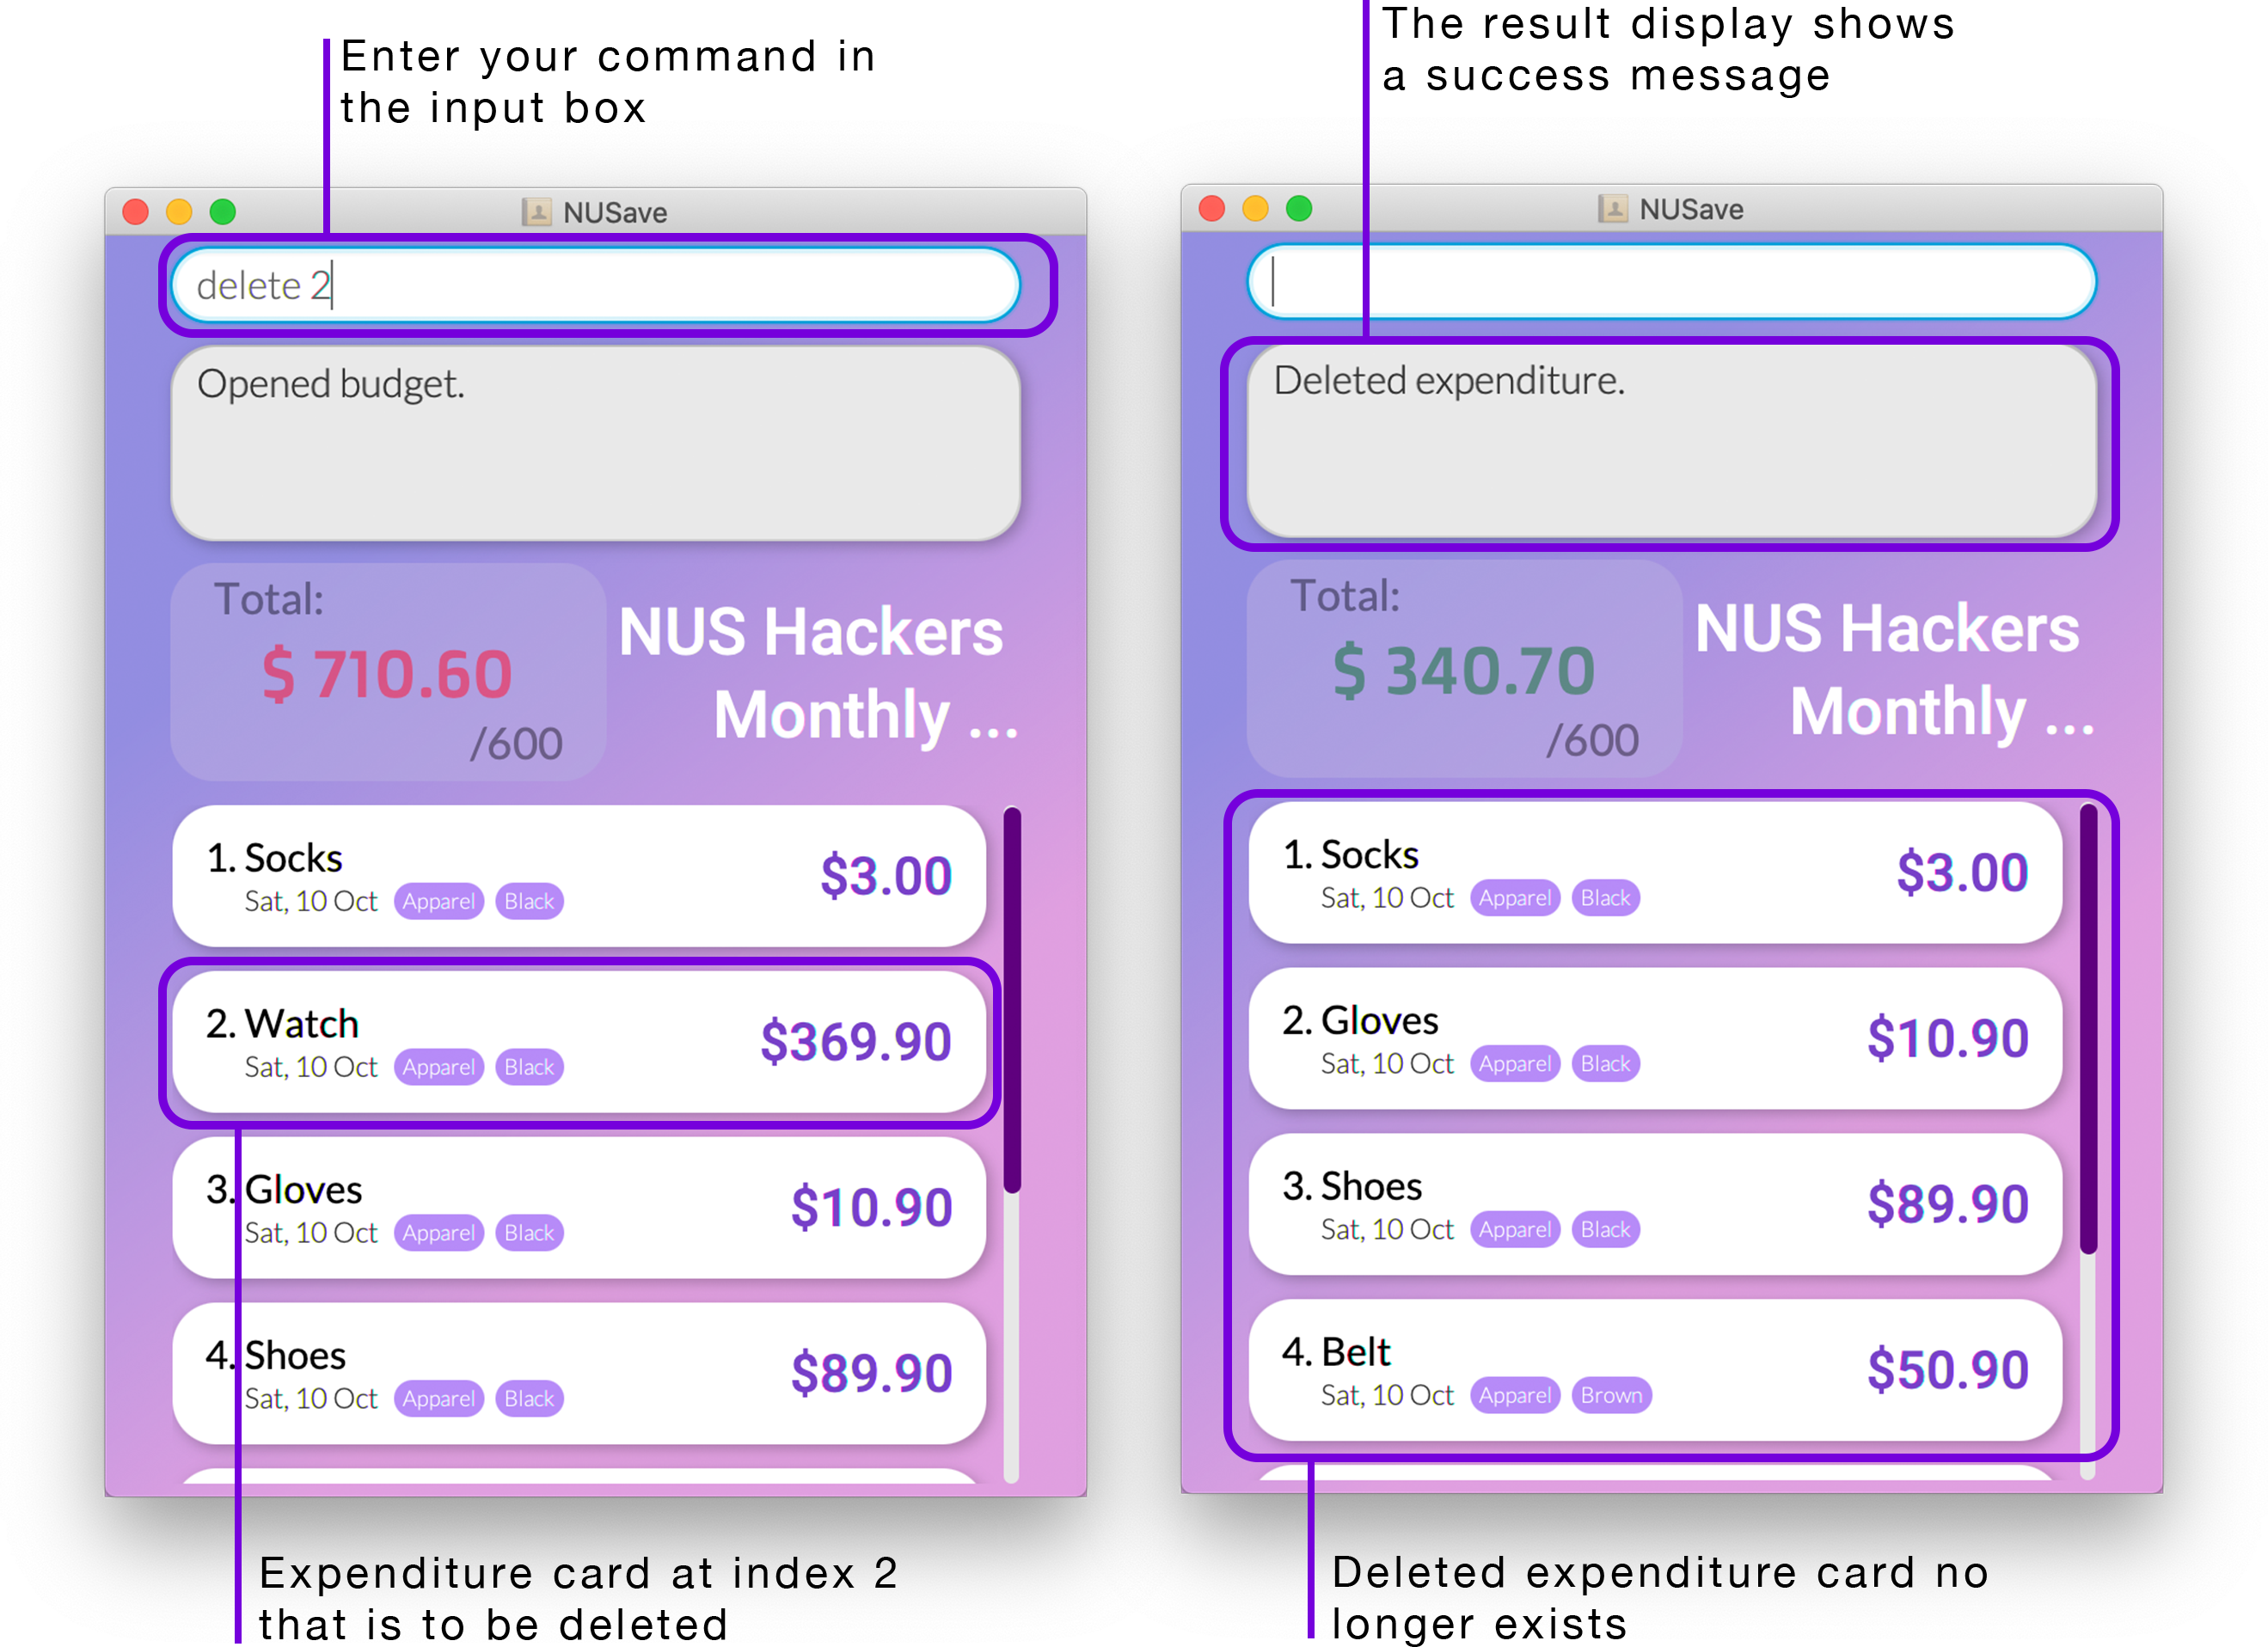 Enter your command in
the input box
NUSave
delete 2
Opened budget.
Total:
$ 710.60
/600
NUS Hackers
Monthly ...
1. Socks
$3.00
Sat, 10 Oct Apparel Black
2. Watch
$369.90
Sat, 10 Oct Apparel Black
3. Gloves
$10.90
Sat, 10 Oct Apparel Black
4. Shoes
$89.90
Sat, 10 Oct Apparel Black
Expenditure card at index 2
that is to be deleted
The result display shows
a success message
NUSave
Deleted expenditure.
Total:
$ 340.70
/600
NUS Hackers
Monthly ...
1. Socks
$3.00
Sat, 10 Oct Apparel Black
2. Gloves
$10.90
Sat, 10 Oct Apparel Black
3. Shoes
$89.90
Sat, 10 Oct Apparel Black
4. Belt
$50.90
Sat, 10 Oct Apparel Brown
Deleted expenditure card no
longer exists